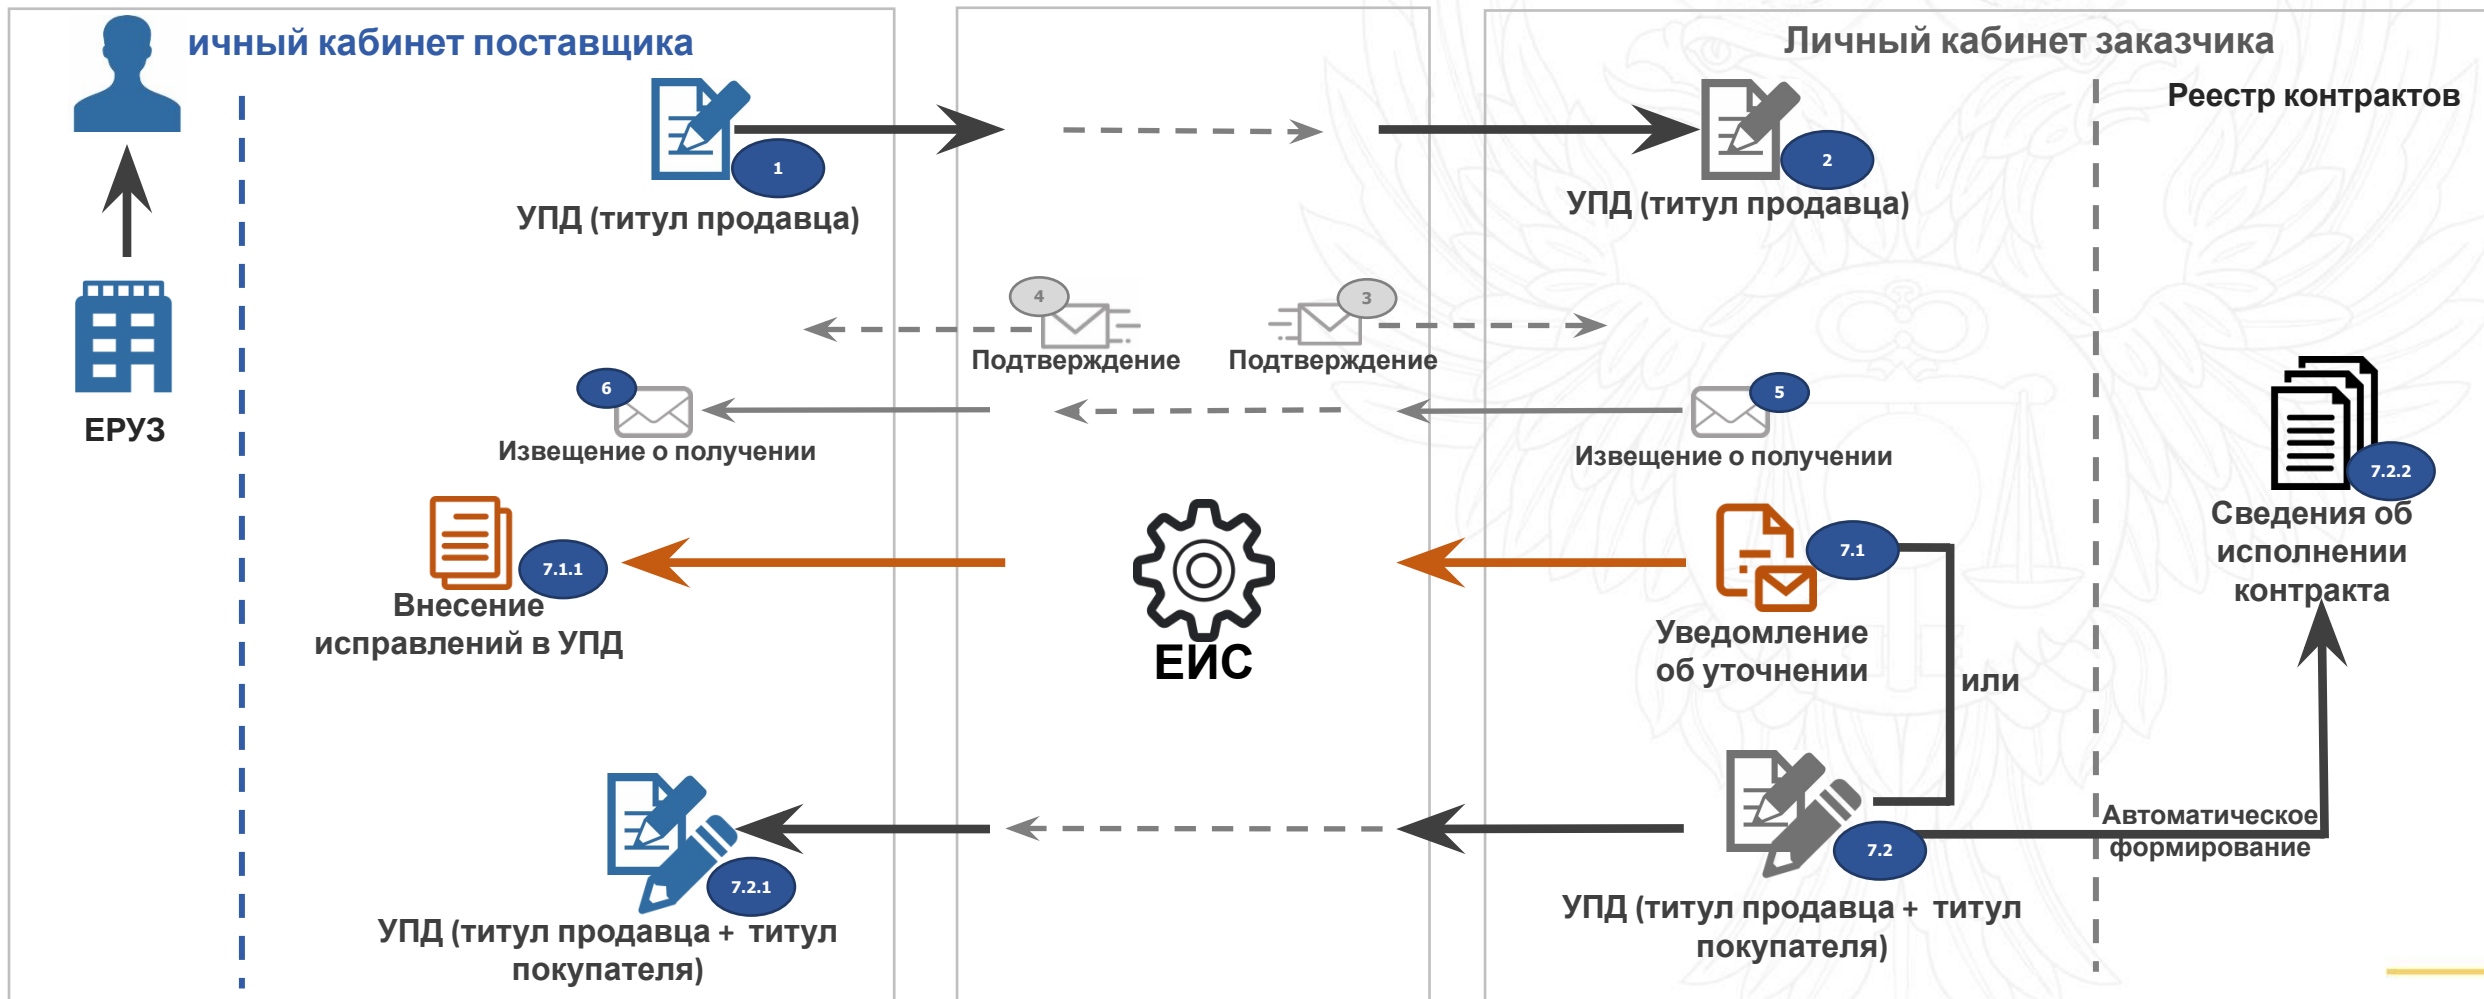 ичный кабинет поставщика
Личный кабинет заказчика
Реестр контрактов
1
2
УПД (титул продавца)
УПД (титул продавца)
4
3
Подтверждение
Подтверждение
ЕРУЗ
6
5
Извещение о получении
Извещение о получении
7.2.2
Сведения об
исполнении
контракта
7.1.1
Внесение
исправлений в УПД
ЕИС
7.1
Уведомление
об уточнении
или
Автоматическое
формирование
7.2.1
УПД (титул продавца + титул
покупателя)
7.2
УПД (титул продавца + титул
покупателя)